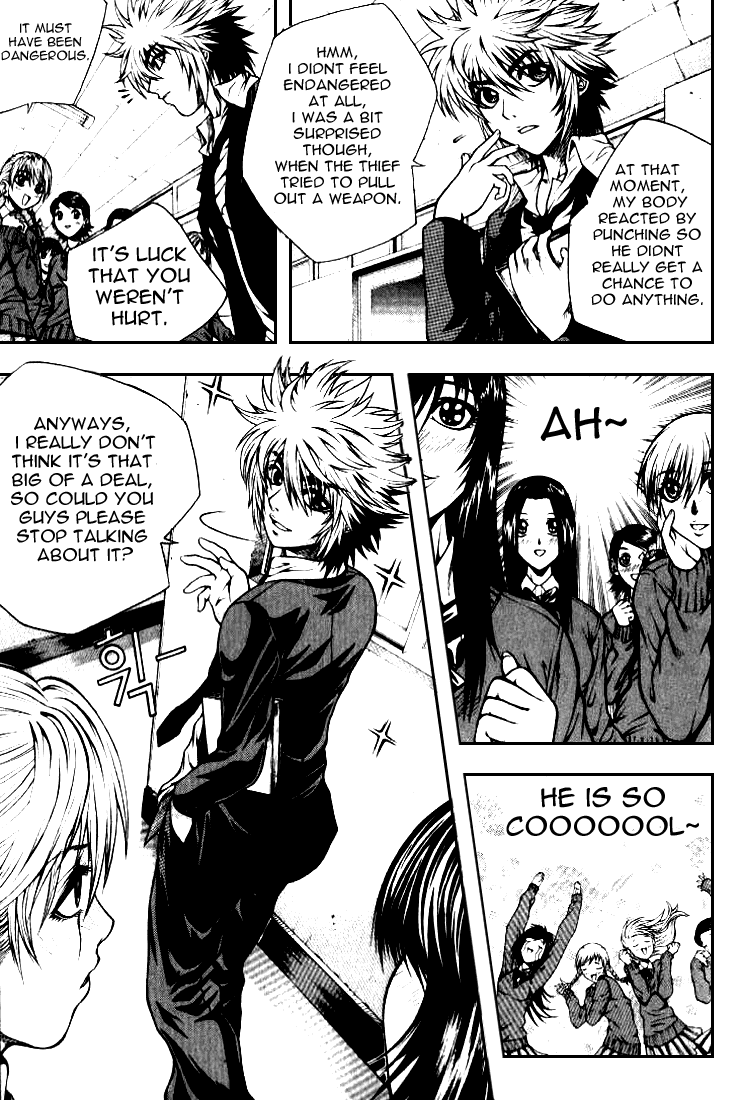 IT MUST
HAVE BEEN
DANGEROUS.
IT'S LUCK
THAT YOU
WEREN'T
HURT.
HMM,
I DIDNT FEEL
ENDANGERED
AT ALL,
I WAS A BIT
SURPRISED
THOUGH,
WHEN THE THIEF
TRIED TO PULL
OUT A WEAPON.
AT THAT
MOMENT,
MY BODY
REACTED BY
PUNCHING SO
HE DIDNT
REALLY GET A
CHANCE TO
DO ANYTHING.
ANYWAYS,
I REALLY DON'T
THINK IT'S THAT
BIG OF A DEAL,
SO COULD YOU
GUYS PLEASE
STOP TALKING
ABOUT IT?
AH~
HE IS SO
COOOOOOL~